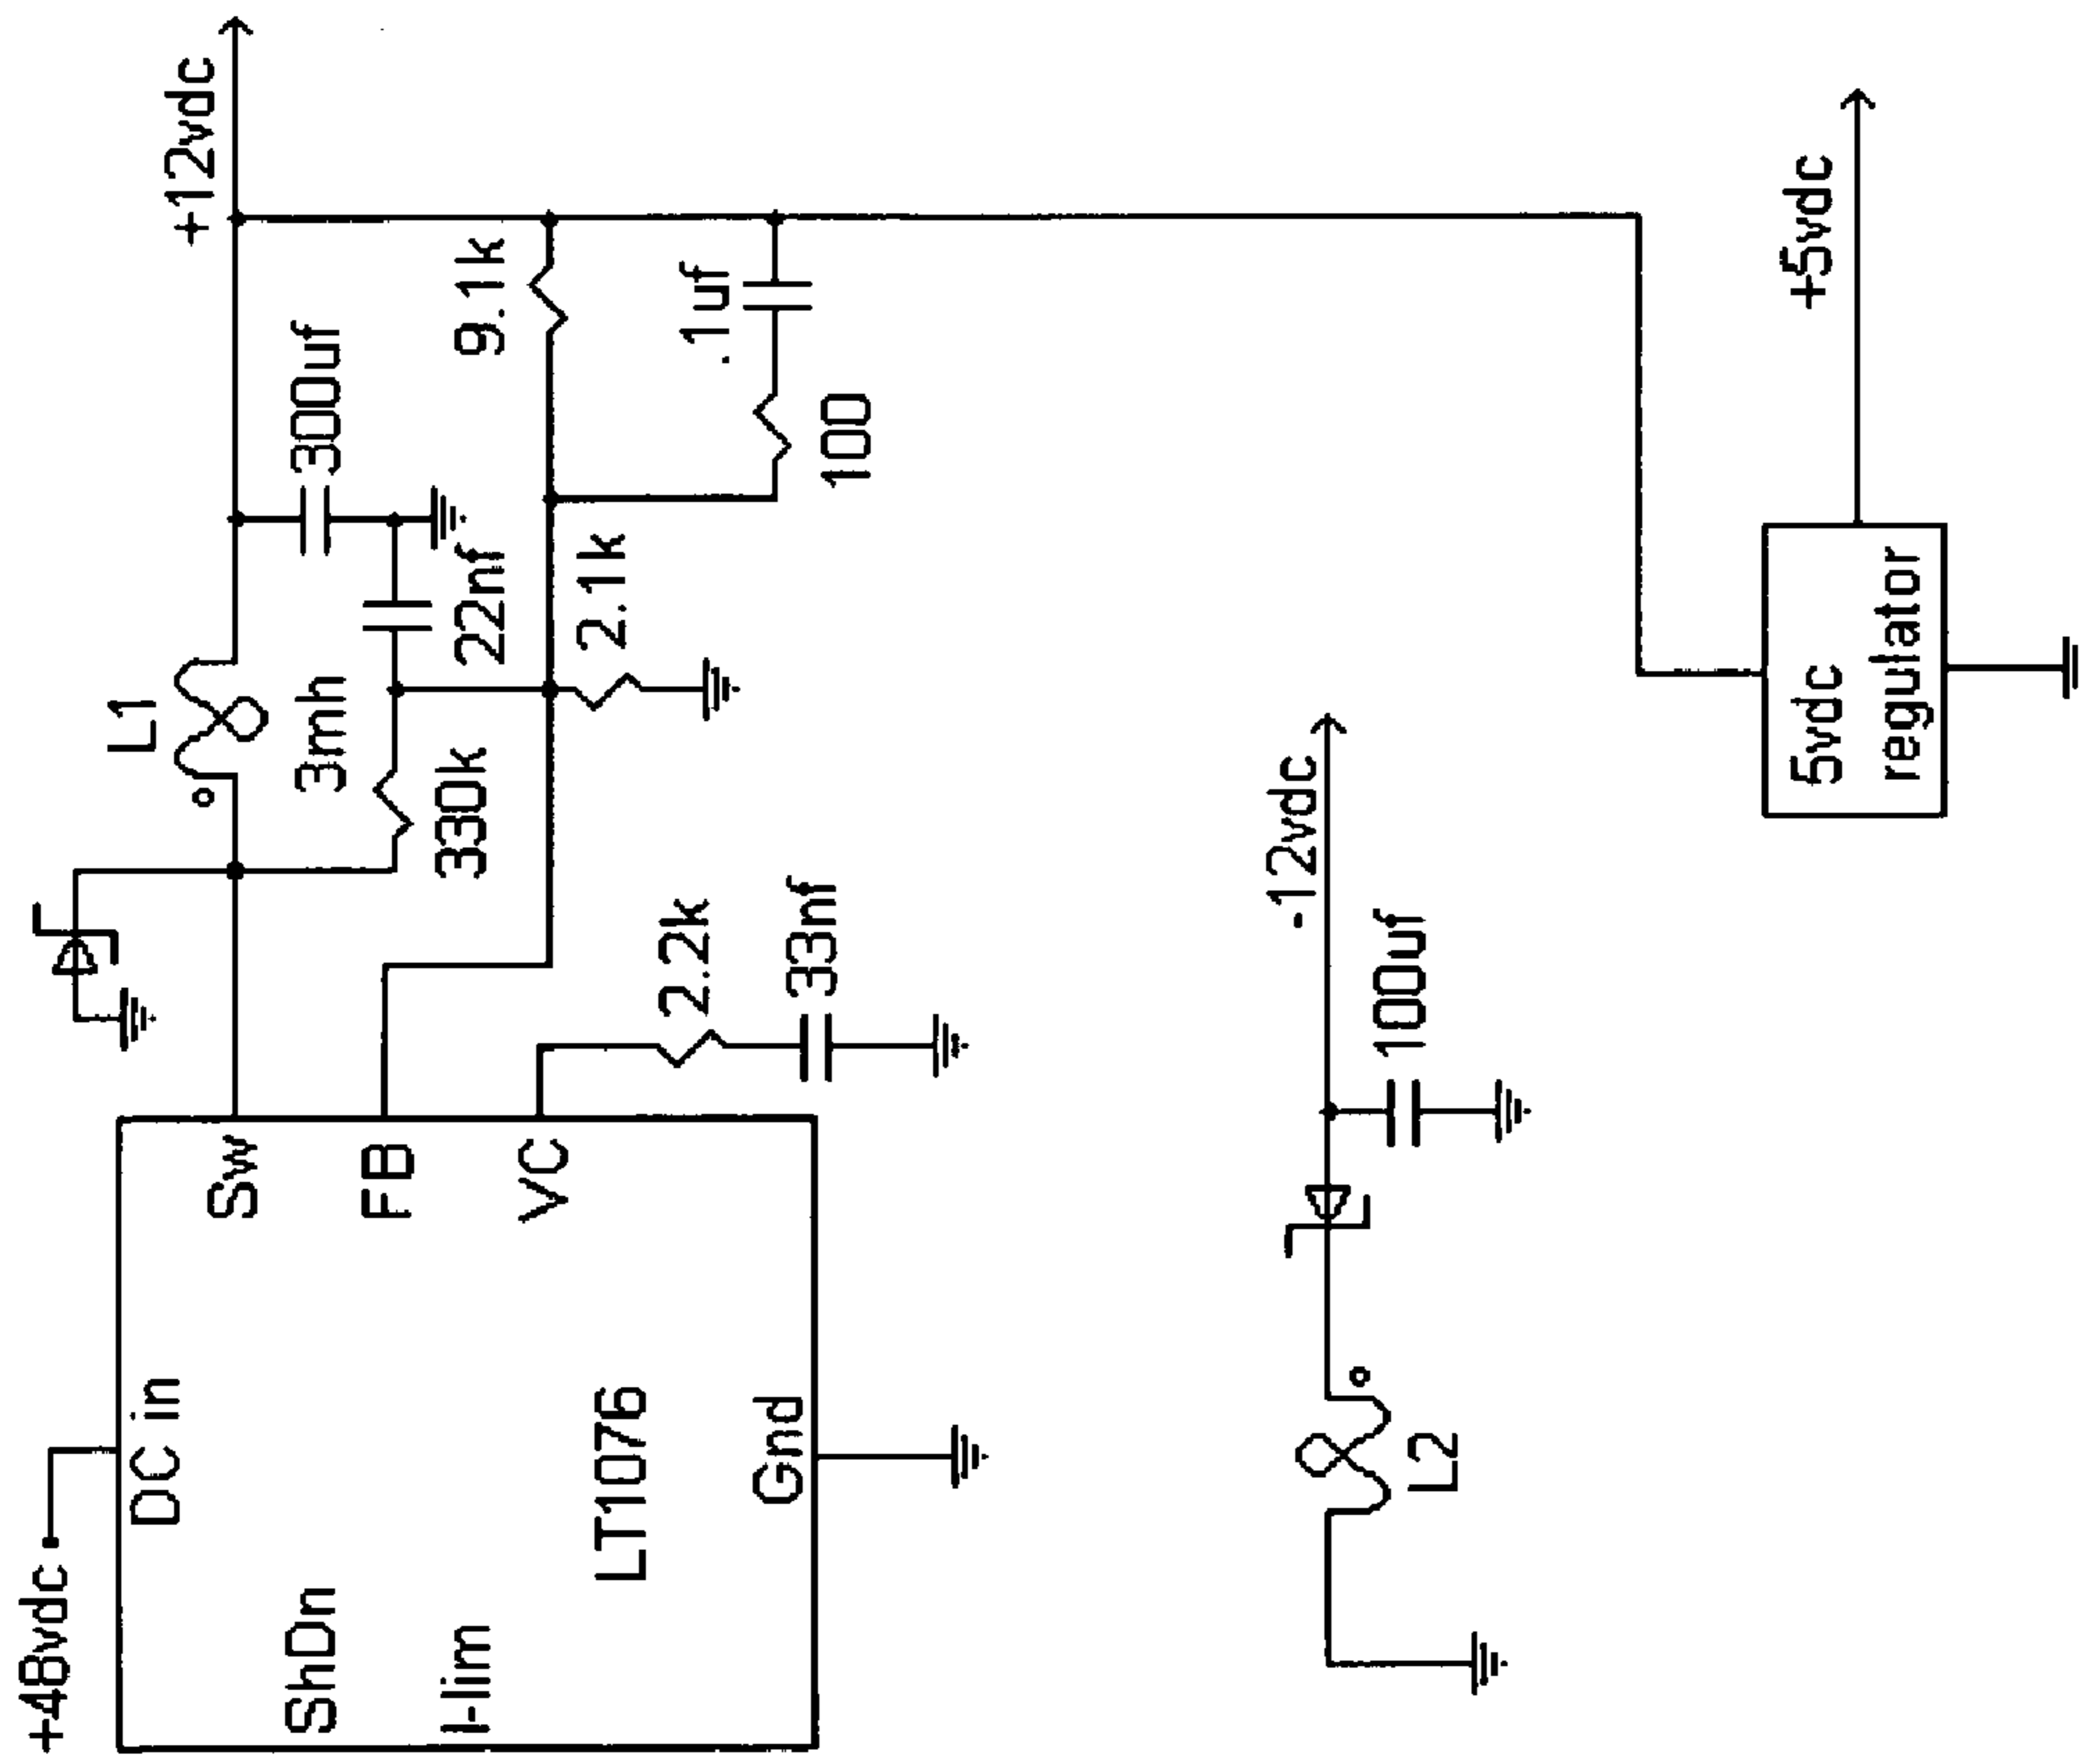 +48vdc
DC in
ShDn
I-lim
LT1076
Gnd
Sw
FB
VC
2.2k
33nf
L1
3mh
330k
22nf
2.1k
300uf
9.1k
.1uf
100
+12vdc
L2
100uf
-12vdc
5vdc
regulator
+5vdc